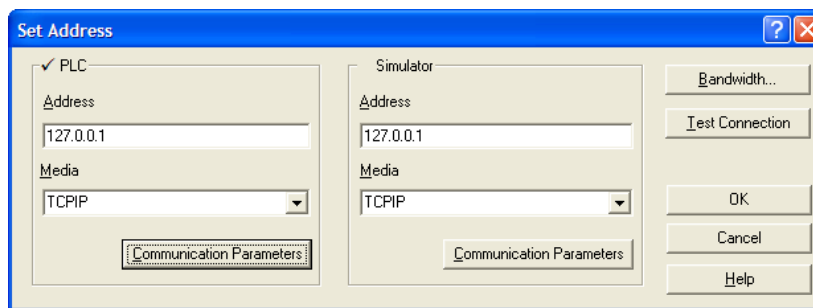 Set Address
PLC
Address
127.0.0.1
Media
TCPIP
Communication Parameters
Simulator
Address
127.0.0.1
Media
TCPIP
Communication Parameters
Bandwidth...
Test Connection
OK
Cancel
Help